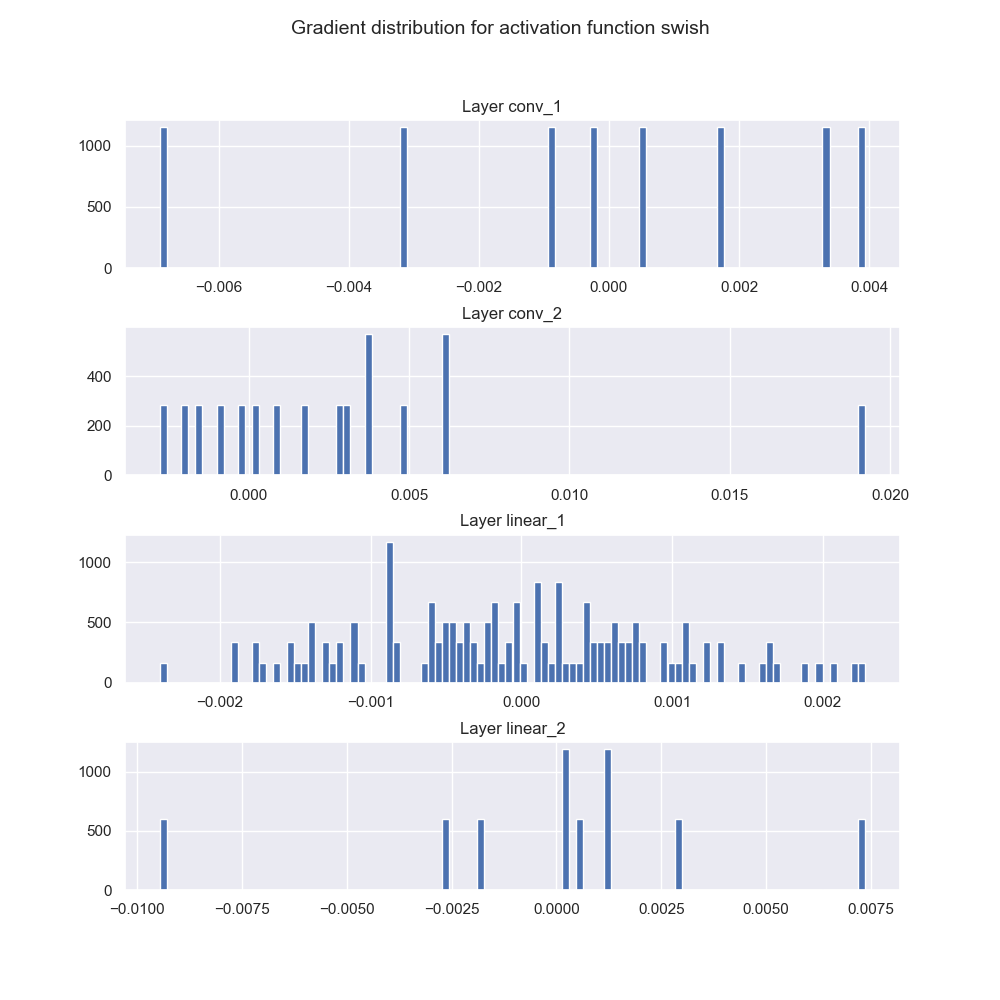 Gradient distribution for activation function swish
Layer conv_1
1000
500
0
−0.006 −0.004 −0.002 0.000 0.002 0.004
Layer conv_2
400
200
0
0.000 0.005 0.010 0.015 0.020
Layer linear_1
1000
500
0
−0.002 −0.001 0.000 0.001 0.002
Layer linear_2
1000
500
0
−0.0100 −0.0075 −0.0050 −0.0025 0.0000 0.0025 0.0050 0.0075